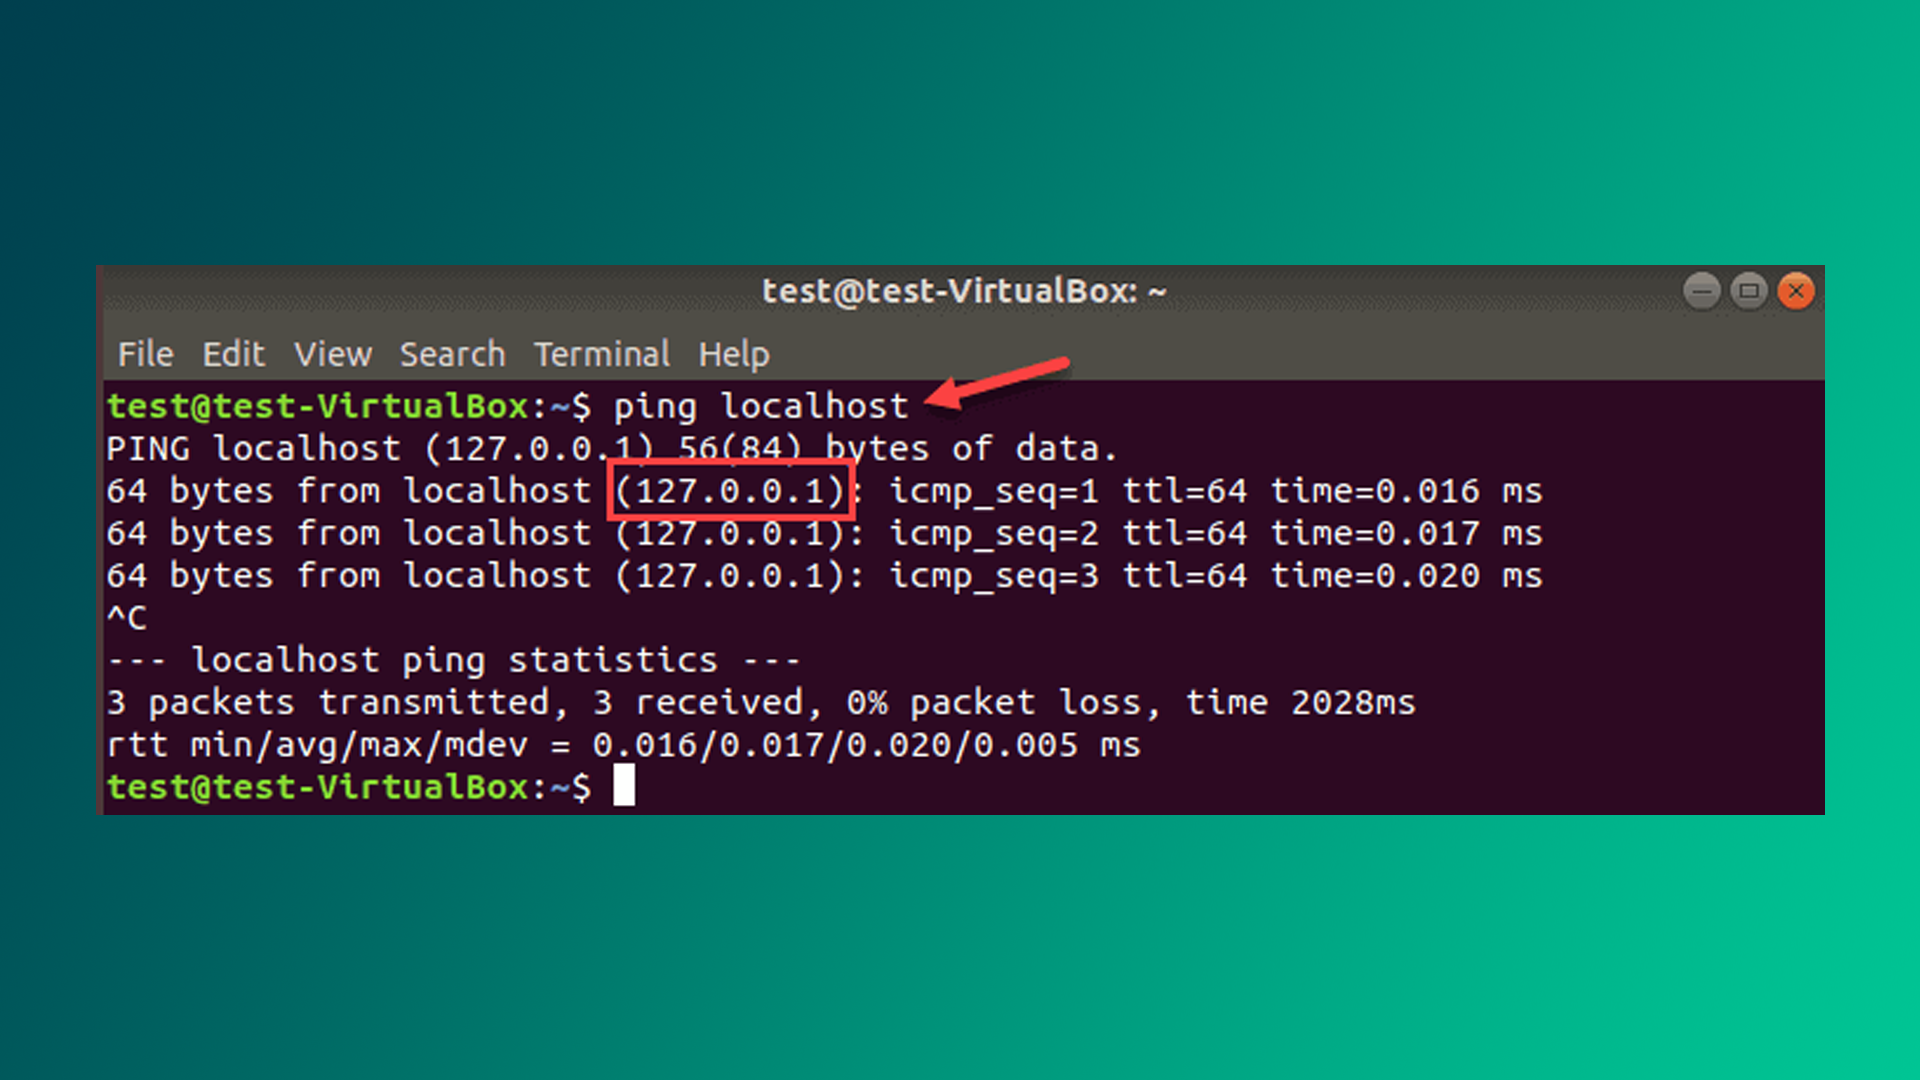 test@test-VirtualBox: ~
File Edit View Search Terminal Help
test@test-VirtualBox:~$ ping localhost
PING localhost (127.0.0.1) 56(84) bytes of data.
64 bytes from localhost (127.0.0.1): icmp_seq=1 ttl=64 time=0.016 ms
64 bytes from localhost (127.0.0.1): icmp_seq=2 ttl=64 time=0.017 ms
64 bytes from localhost (127.0.0.1): icmp_seq=3 ttl=64 time=0.020 ms
^C
--- localhost ping statistics ---
3 packets transmitted, 3 received, 0% packet loss, time 2028ms
rtt min/avg/max/mdev = 0.016/0.017/0.020/0.005 ms
test@test-VirtualBox:~$